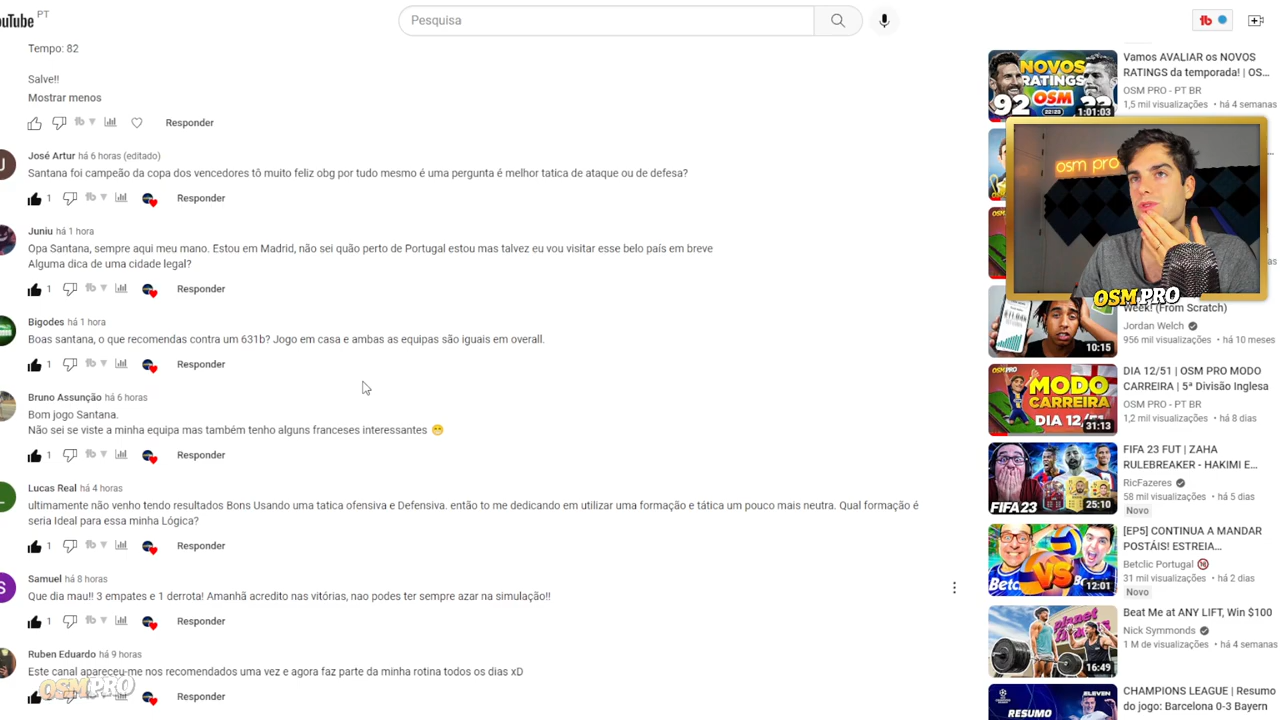 uTube PT
Pesquisa
Tempo: 82
Salve!!
Mostrar menos
Responder
José Artur há 6 horas (editado)
Santana foi campeão da copa dos vencedores tô muito feliz obg por tudo mesmo é uma pergunta é melhor tatica de ataque ou de defesa?
1 Responder
Juniu há 1 hora
Opa Santana, sempre aqui meu mano. Estou em Madrid, não sei quão perto de Portugal estou mas talvez eu vou visitar esse belo país em breve
Alguma dica de uma cidade legal?
1 Responder
Bigodes há 1 hora
Boas santana, o que recomendas contra um 631b? Jogo em casa e ambas as equipas são iguais em overall.
1 Responder
Bruno Assunção há 6 horas
Bom jogo Santana.
Não sei se viste a minha equipa mas também tenho alguns franceses interessantes 😁
1 Responder
Lucas Real há 4 horas
ultimamente não venho tendo resultados Bons Usando uma tatica ofensiva e Defensiva. então to me dedicando em utilizar uma formação e tática um pouco mais neutra. Qual formação é
seria Ideal para essa minha Lógica?
1 Responder
S
Samuel há 8 horas
Que dia mau!! 3 empates e 1 derrota! Amanhã acredito nas vitórias, nao podes ter sempre azar na simulação!!
1 Responder
Ruben Eduardo há 9 horas
Este canal apareceu-me nos recomendados uma vez e agora faz parte da minha rotina todos os dias xD
Responder
OSM PRO
NOVOS
RATINGS
92 OSM
22/23
1:01:03
Vamos AVALIAR os NOVOS
RATINGS da temporada! | OS...
OSM PRO - PT BR
1,5 mil visualizações • há 4 semanas
osm pro
OSM PRO
10:15
Week! (From Scratch)
Jordan Welch
956 mil visualizações • há 10 meses
OSM PRO
MODO
CARREIRA
DIA 12/51
31:13
DIA 12/51 | OSM PRO MODO
CARREIRA | 5ª Divisão Inglesa
OSM PRO - PT BR
1,2 mil visualizações • há 8 dias
FIFA 23
25:10
FIFA 23 FUT | ZAHA
RULEBREAKER - HAKIMI E...
RicFazeres
58 mil visualizações • há 5 dias
Novo
VS
12:01
[EP5] CONTINUA A MANDAR
POSTÁIS! ESTREIA...
Betclic Portugal
31 mil visualizações • há 2 dias
Novo
16:49
Beat Me at ANY LIFT, Win $100
Nick Symmonds
1 M de visualizações • há 4 semanas
RESUMO
ELEVEN
CHAMPIONS LEAGUE | Resumo
do jogo: Barcelona 0-3 Bayern